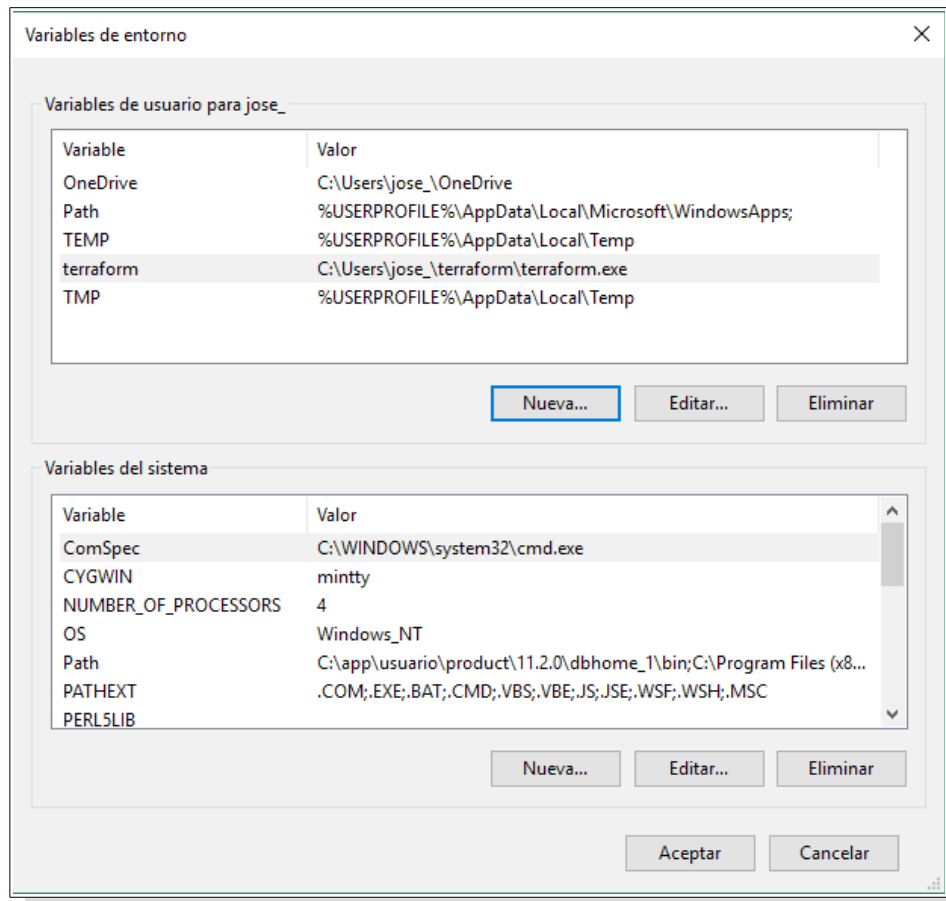 Variables de entorno
Variables de usuario para jose_
Variable Valor
OneDrive C:\Users\jose_\OneDrive
Path %USERPROFILE%\AppData\Local\Microsoft\WindowsApps;
TEMP %USERPROFILE%\AppData\Local\Temp
terraform C:\Users\jose_\terraform\terraform.exe
TMP %USERPROFILE%\AppData\Local\Temp
Nueva... Editar... Eliminar
Variables del sistema
Variable Valor
ComSpec C:\WINDOWS\system32\cmd.exe
CYGWIN mintty
NUMBER_OF_PROCESSORS 4
OS Windows_NT
Path C:\app\usuario\product\11.2.0\dbhome_1\bin;C:\Program Files (x8...
PATHEXT .COM;.EXE;.BAT;.CMD;.VBS;.VBE;.JS;.JSE;.WSF;.WSH;.MSC
PERL5LIB
Nueva... Editar... Eliminar
Aceptar Cancelar